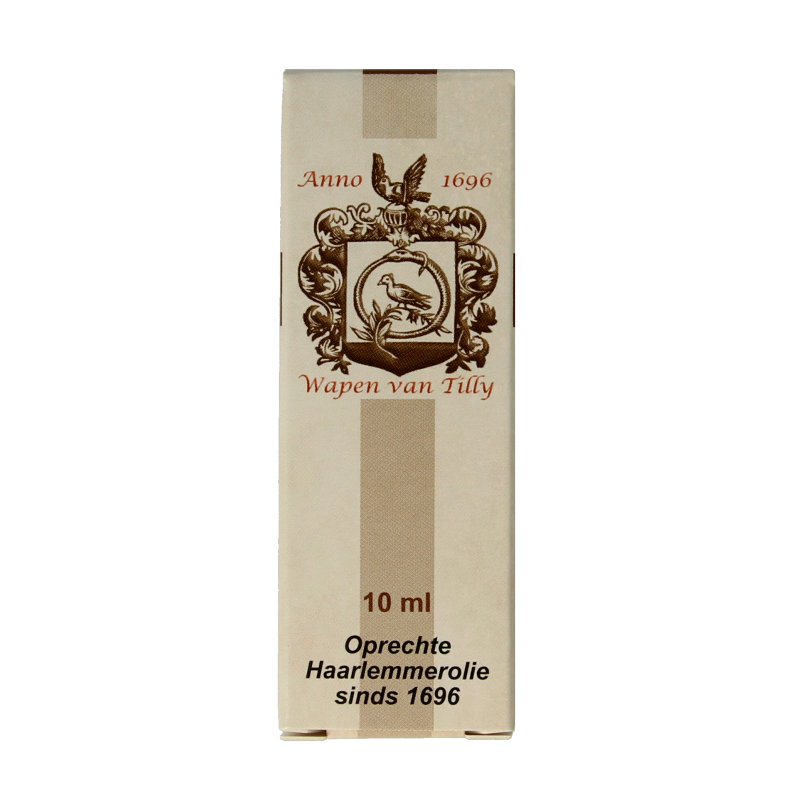 Anno 1696
Wapen van Tilly
10 ml
Oprechte
Haarlemmerolie
sinds 1696